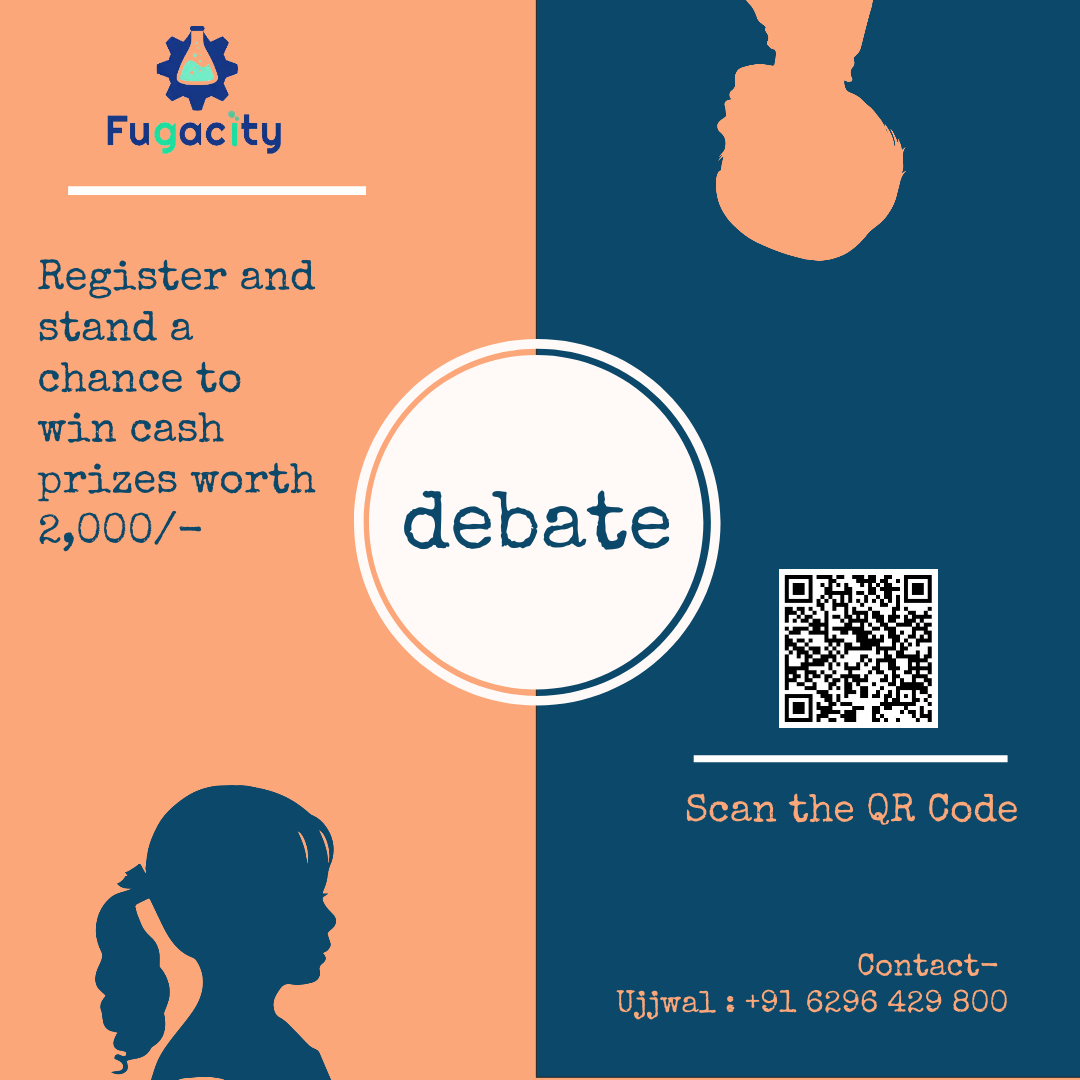 Fugacity
Register and
stand a
chance to
win cash
prizes worth
2,000/-
debate
Scan the QR Code
Contact-
Ujjwal : +91 6296 429 800